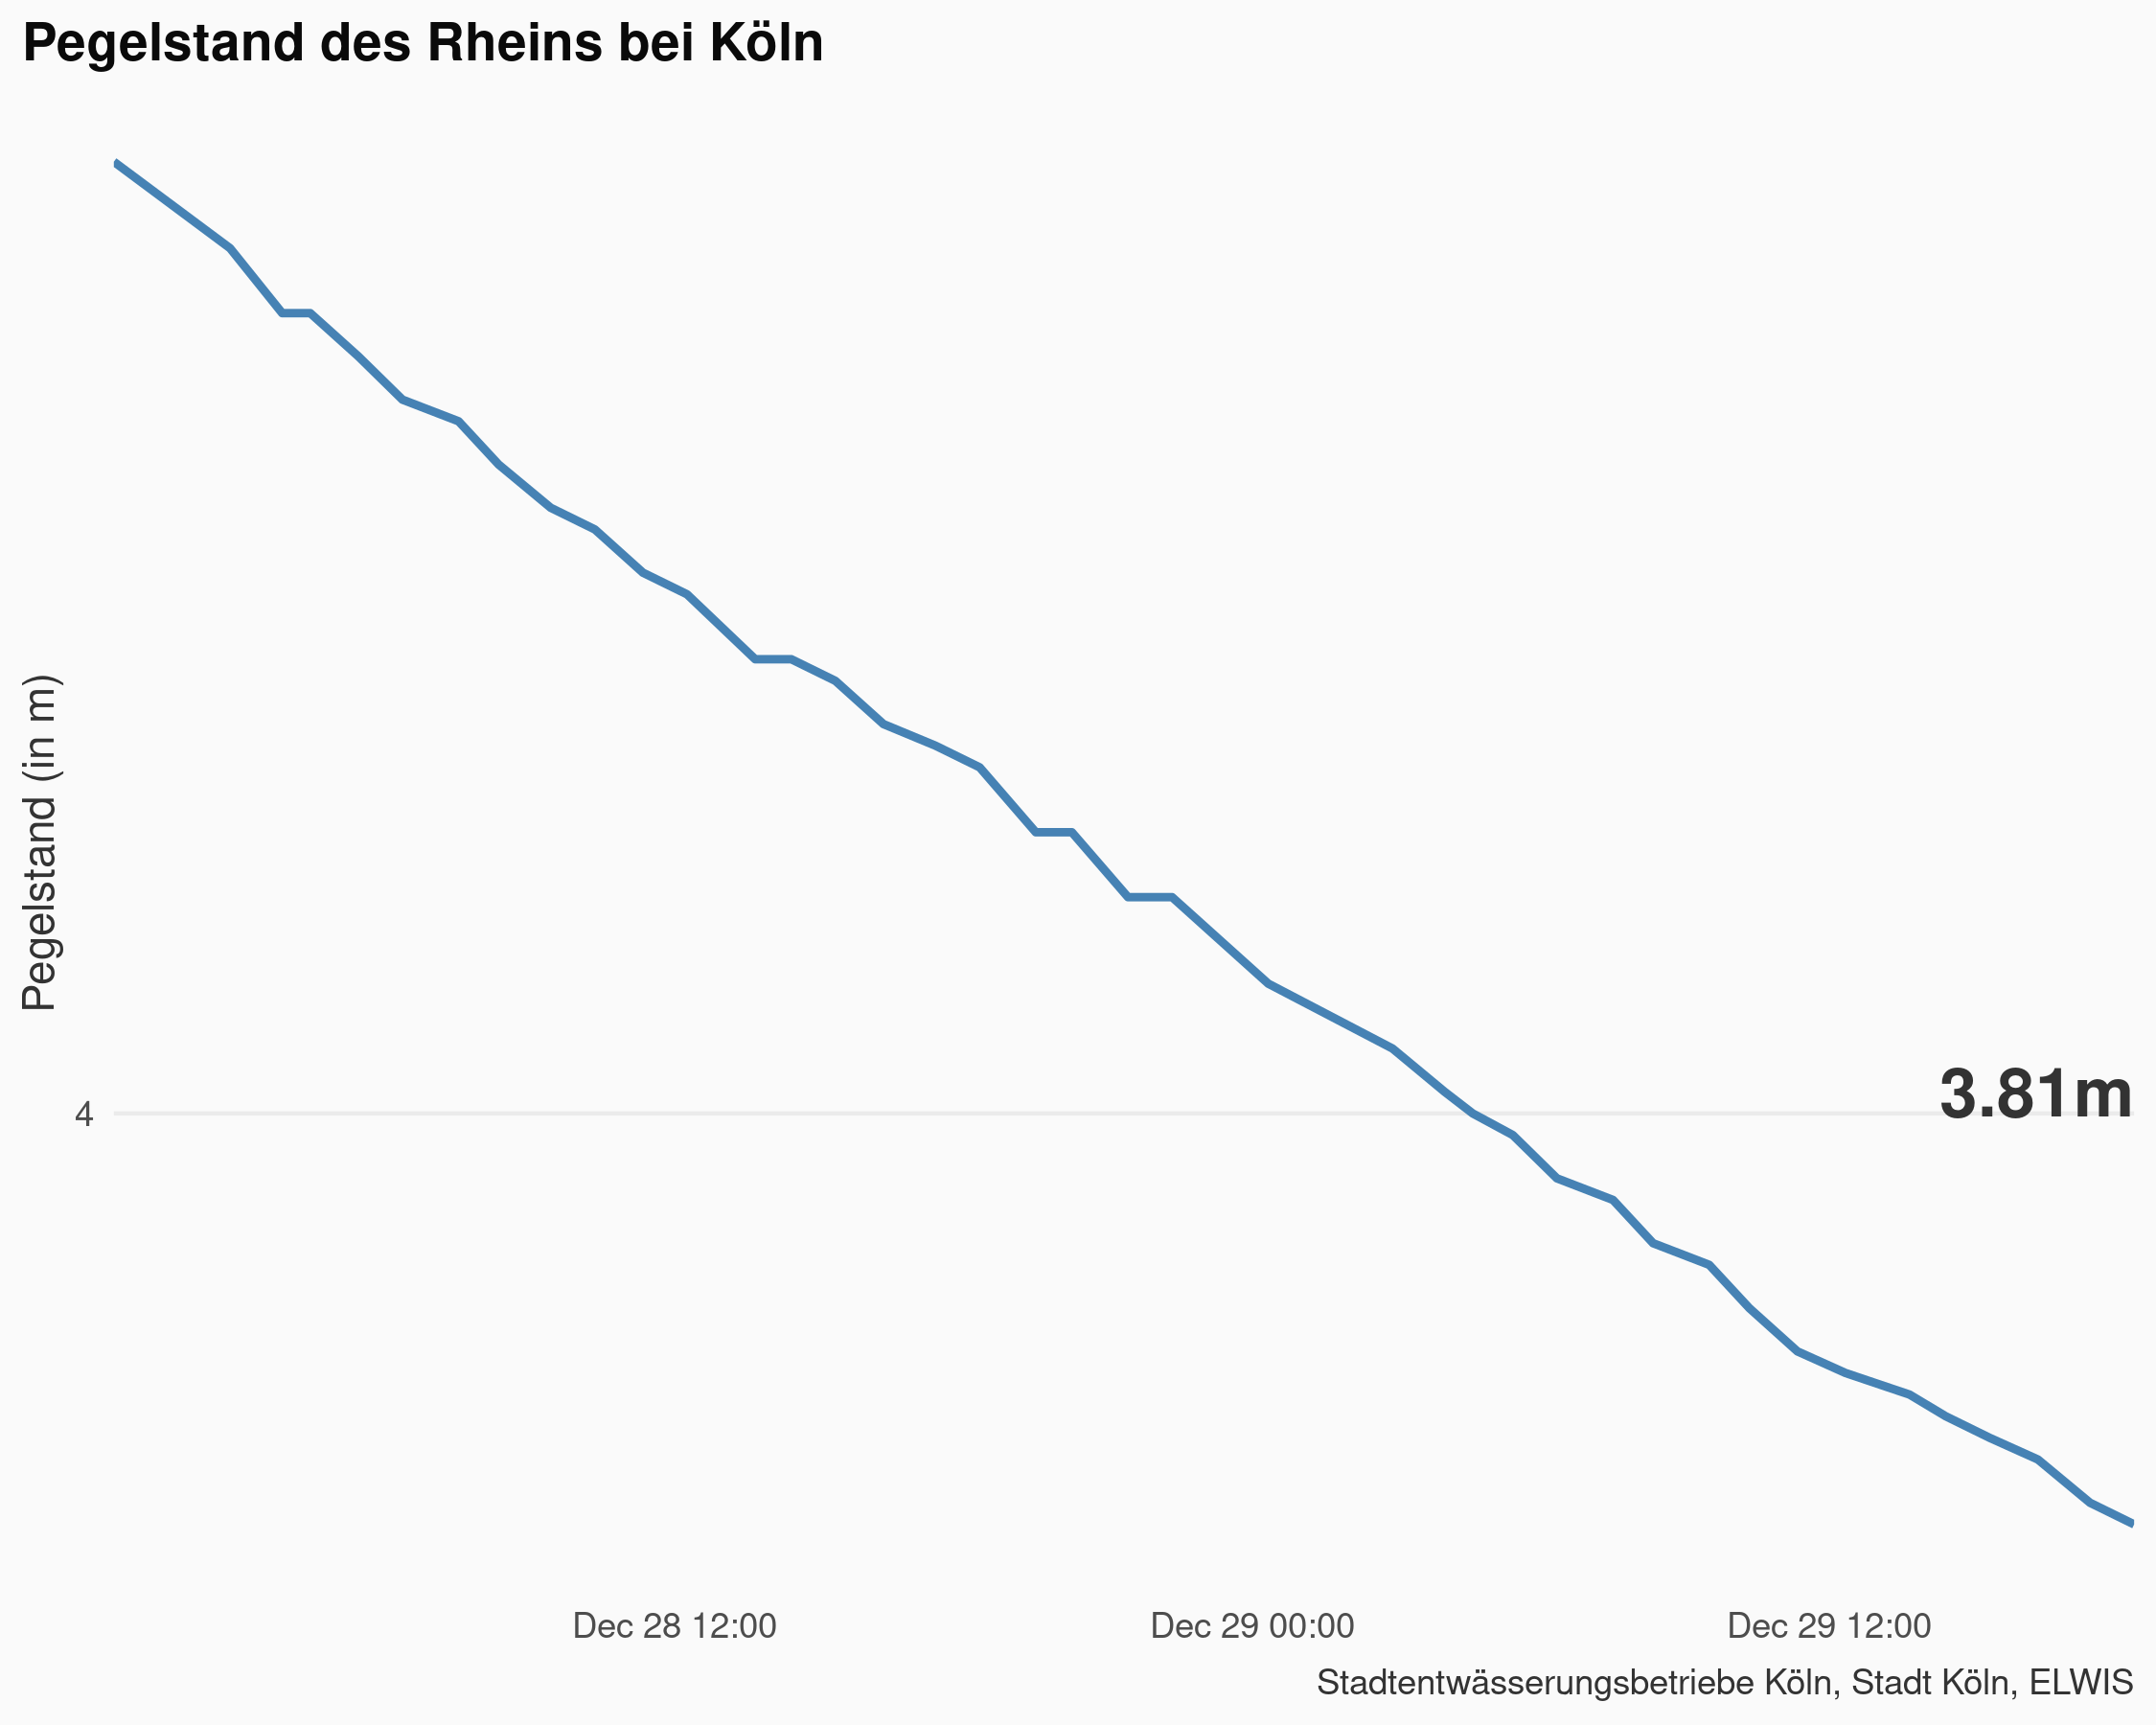 Pegelstand des Rheins bei Köln
Pegelstand (in m)
4
3.81m
Dec 28 12:00
Dec 29 00:00
Dec 29 12:00
Stadtentwässerungsbetriebe Köln, Stadt Köln, ELWIS